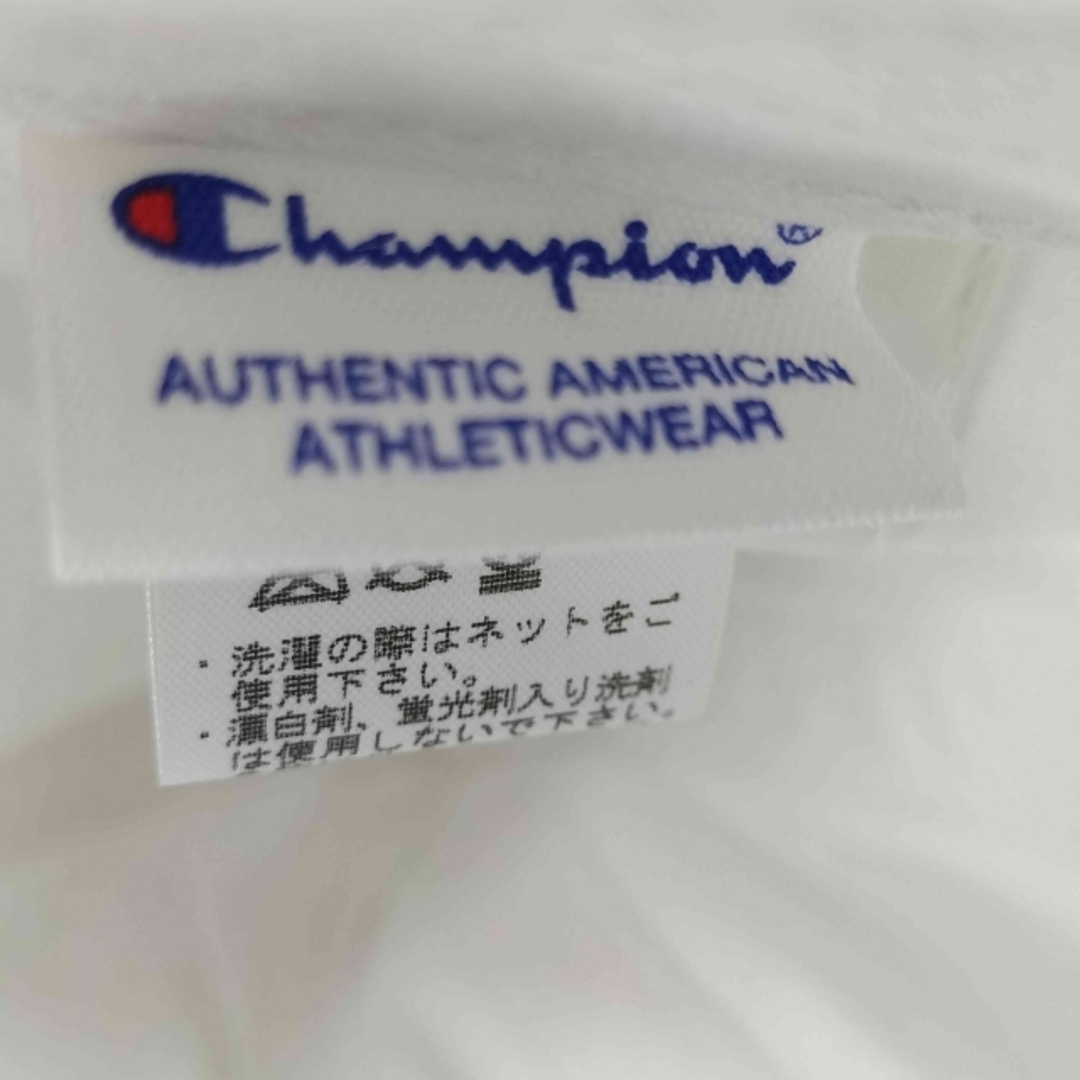 Champion®
AUTHENTIC AMERICAN
ATHLETICWEAR
・洗濯の際はネットをご
使用下さい。
・漂白剤、蛍光剤入り洗剤
は使用しないで下さい。